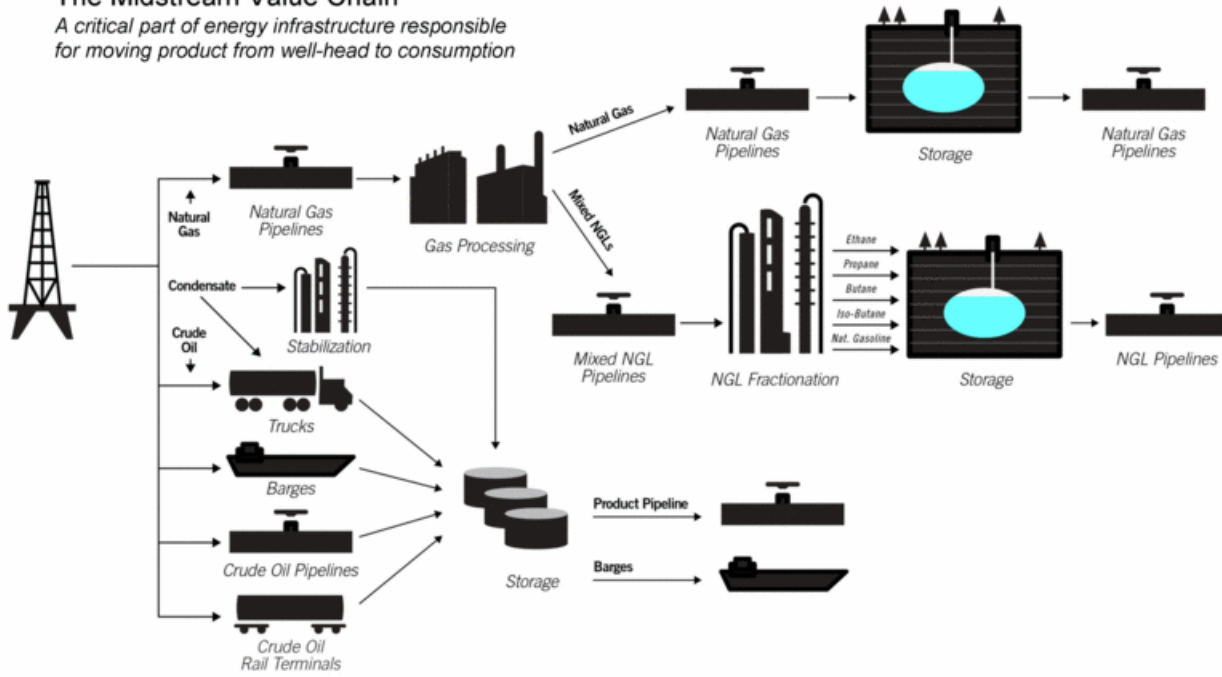 The Midstream Value Chain
A critical part of energy infrastructure responsible
for moving product from well-head to consumption
Natural Gas
Natural Gas
Pipelines
Storage
Natural Gas
Pipelines
Natural
Gas
Natural Gas
Pipelines
Gas Processing
Mixed NGLs
Condensate
Stabilization
Mixed NGL
Pipelines
NGL Fractionation
Ethane
Propane
Butane
Iso-Butane
Nat. Gasoline
Storage
NGL Pipelines
Crude
Oil
Trucks
Barges
Crude Oil Pipelines
Crude Oil
Rail Terminals
Storage
Product Pipeline
Barges